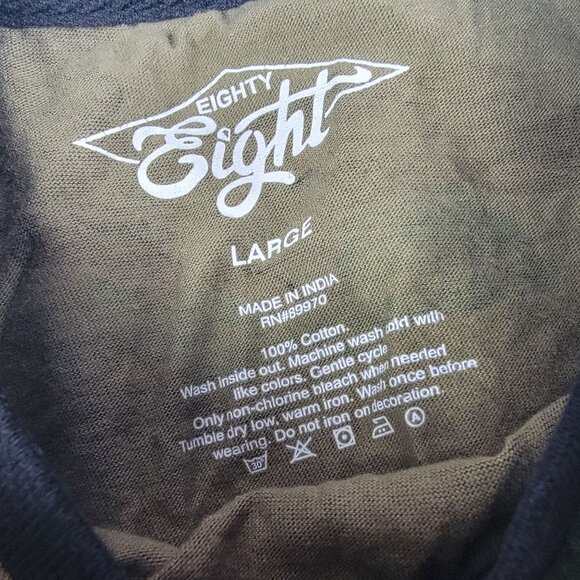 EIGHTY
Eight
LARGE
MADE IN INDIA
RN#89970
100% Cotton.
Wash inside out. Machine wash cold with
like colors. Gentle cycle
Only non-chlorine bleach when needed
Tumble dry low, warm iron. Wash once before
wearing. Do not iron on decoration.
30° A